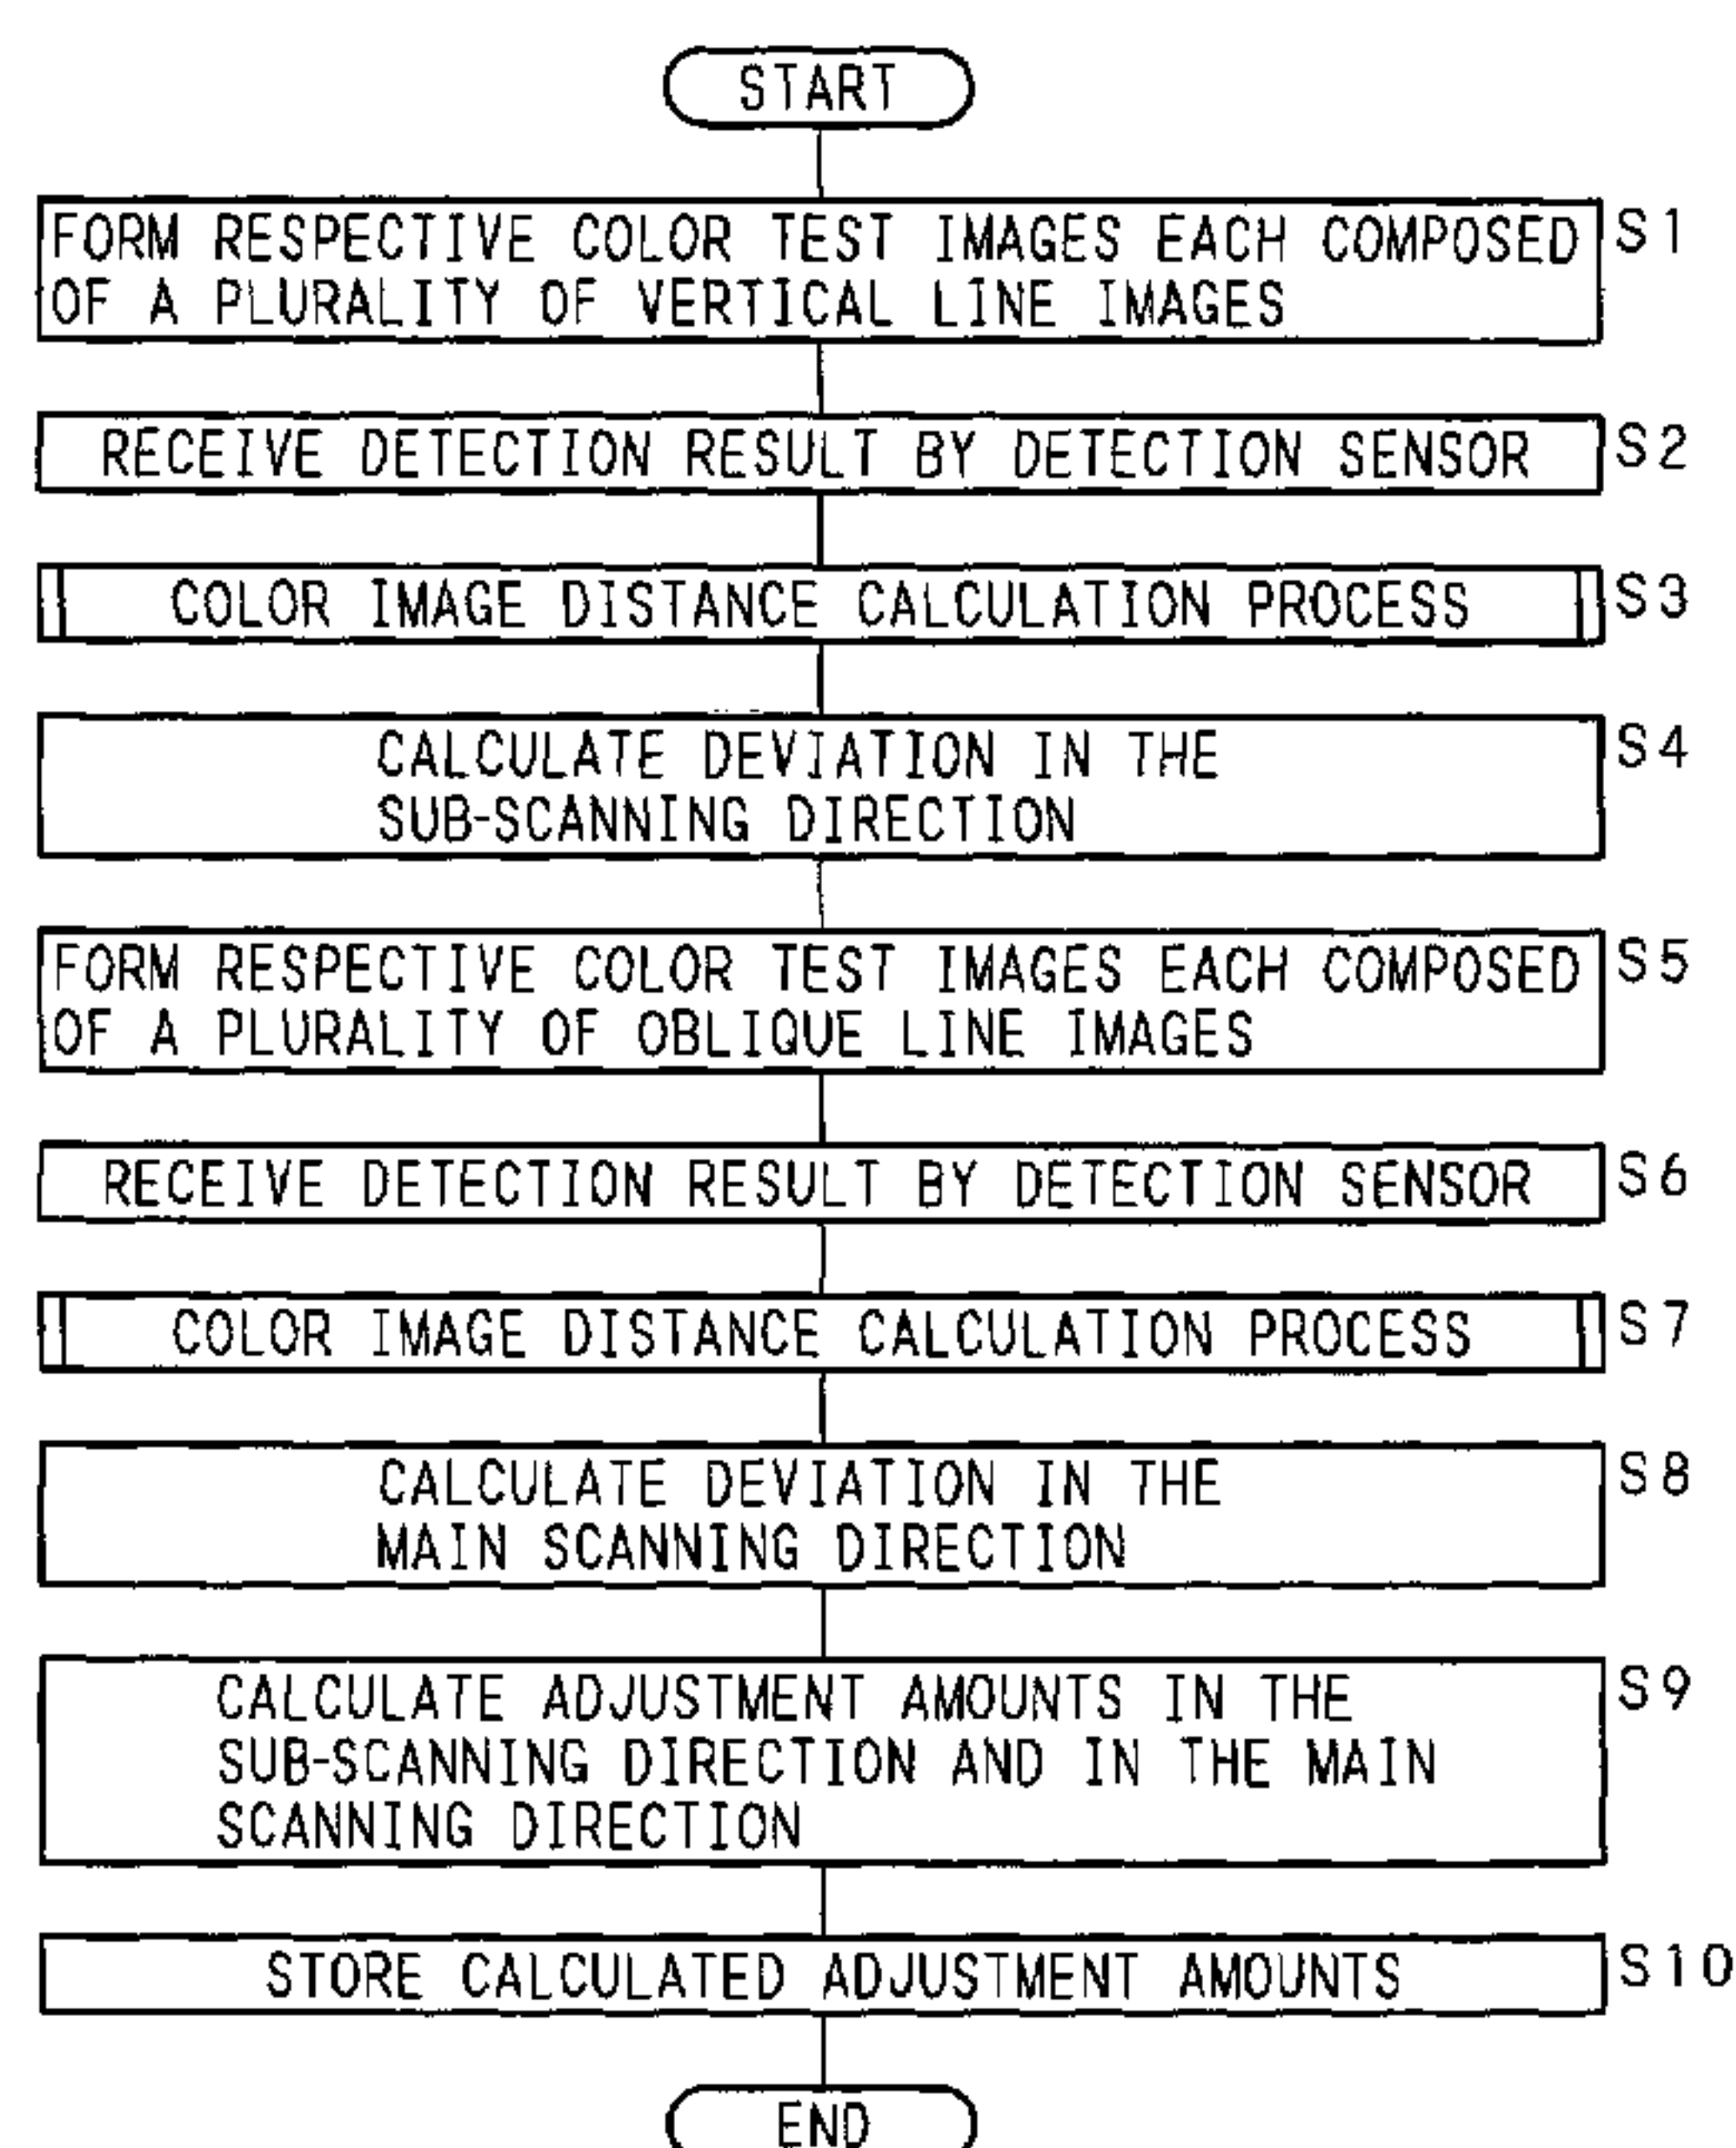 START
FORM RESPECTIVE COLOR TEST IMAGES EACH COMPOSED S1
OF A PLURALITY OF VERTICAL LINE IMAGES
RECEIVE DETECTION RESULT BY DETECTION SENSOR S2
COLOR IMAGE DISTANCE CALCULATION PROCESS S3
CALCULATE DEVIATION IN THE S4
SUB-SCANNING DIRECTION
FORM RESPECTIVE COLOR TEST IMAGES EACH COMPOSED S5
OF A PLURALITY OF OBLIQUE LINE IMAGES
RECEIVE DETECTION RESULT BY DETECTION SENSOR S6
COLOR IMAGE DISTANCE CALCULATION PROCESS S7
CALCULATE DEVIATION IN THE S8
MAIN SCANNING DIRECTION
CALCULATE ADJUSTMENT AMOUNTS IN THE S9
SUB-SCANNING DIRECTION AND IN THE MAIN
SCANNING DIRECTION
STORE CALCULATED ADJUSTMENT AMOUNTS S10
END